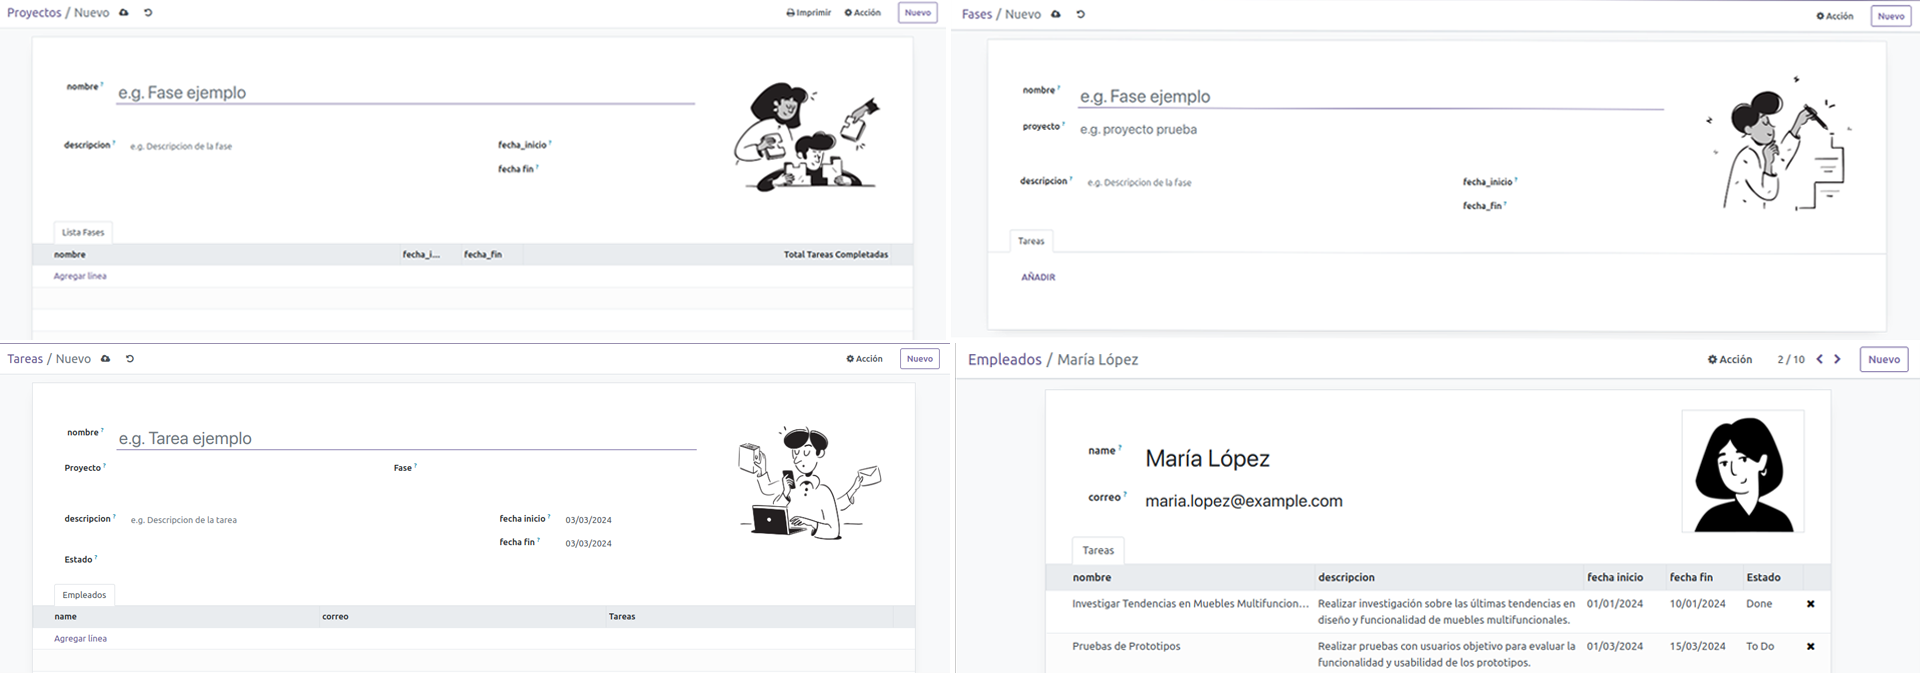 Proyectos / Nuevo
Imprimir Acción Nuevo
nombre ? e.g. Fase ejemplo
descripcion ? e.g. Descripcion de la fase
fecha_inicio ?
fecha fin ?
Lista Fases
nombre fecha_i... fecha_fin Total Tareas Completadas
Agregar línea
Fases / Nuevo
Acción Nuevo
nombre ? e.g. Fase ejemplo
proyecto ? e.g. proyecto prueba
descripcion ? e.g. Descripcion de la fase
fecha_inicio ?
fecha_fin ?
Tareas
AÑADIR
Tareas / Nuevo
Acción Nuevo
nombre ? e.g. Tarea ejemplo
Proyecto ? Fase ?
descripcion ? e.g. Descripcion de la tarea
fecha inicio ? 03/03/2024
fecha fin ? 03/03/2024
Estado ?
Empleados
name correo Tareas
Agregar línea
Empleados / María López
Acción 2 / 10 Nuevo
name ? María López
correo ? maria.lopez@example.com
Tareas
nombre descripcion fecha inicio fecha fin Estado
Investigar Tendencias en Muebles Multifuncion... Realizar investigación sobre las últimas tendencias en 01/01/2024 10/01/2024 Done
diseño y funcionalidad de muebles multifuncionales.
Pruebas de Prototipos Realizar pruebas con usuarios objetivo para evaluar la 01/03/2024 15/03/2024 To Do
funcionalidad y usabilidad de los prototipos.